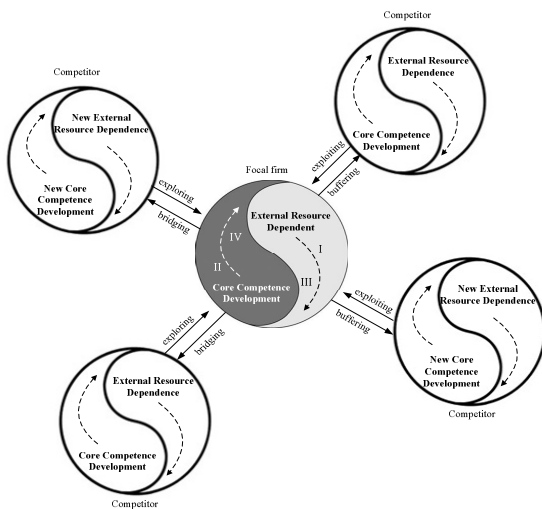 Competitor
External Resource
Dependence
Core Competence
Development
Competitor
New External
Resource Dependence
New Core
Competence
Development
exploiting
buffering
exploring
bridging
Focal firm
External Resource
Dependent
I
IV
II
III
Core Competence
Development
exploiting
buffering
New External
Resource Dependence
New Core
Competence
Development
Competitor
exploring
bridging
External Resource
Dependence
Core Competence
Development
Competitor